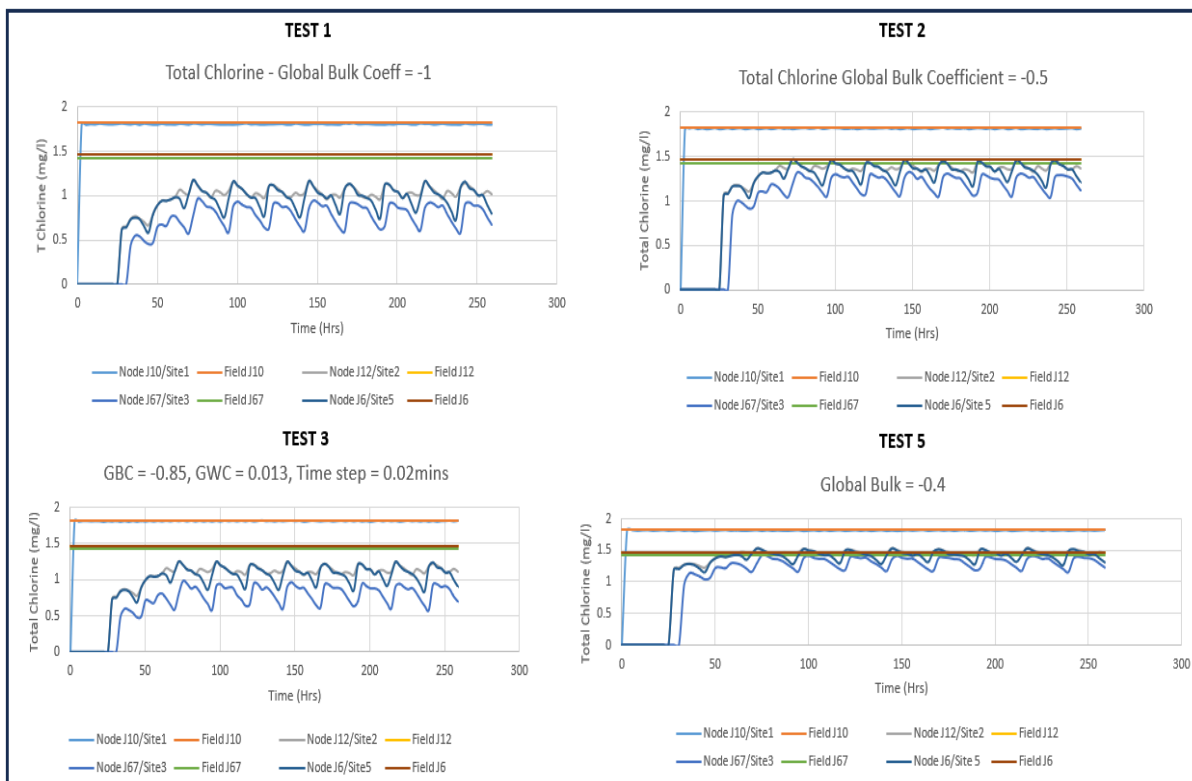 TEST 1
Total Chlorine - Global Bulk Coeff = -1
T Chlorine (mg/l)
2
1.5
1
0.5
0
0 50 100 150 200 250 300
Time (Hrs)
Node J10/Site1 Field J10 Node J12/Site2 Field J12
Node J67/Site3 Field J67 Node J6/Site5 Field J6
TEST 2
Total Chlorine Global Bulk Coefficient = -0.5
Total Chlorine (mg/l)
2
1.5
1
0.5
0
0 50 100 150 200 250 300
Time (Hrs)
Node J10/Site1 Field J10 Node J12/Site2 Field J12
Node J67/Site3 Field J67 Node J6/Site 5 Field J6
TEST 3
GBC = -0.85, GWC = 0.013, Time step = 0.02mins
Total Chlorine (mg/l)
2
1.5
1
0.5
0
0 50 100 150 200 250 300
Time (Hrs)
Node J10/Site1 Field J10 Node J12/Site2 Field J12
Node J67/Site3 Field J67 Node J6/Site 5 Field J6
TEST 5
Global Bulk = -0.4
Total Chlorine (mg/l)
2
1.5
1
0.5
0
0 50 100 150 200 250 300
Time (Hrs)
Node J10/Site1 Field J10 Node J12/Site2 Field J12
Node J67/Site3 Field J67 Node J6/Site 5 Field J6